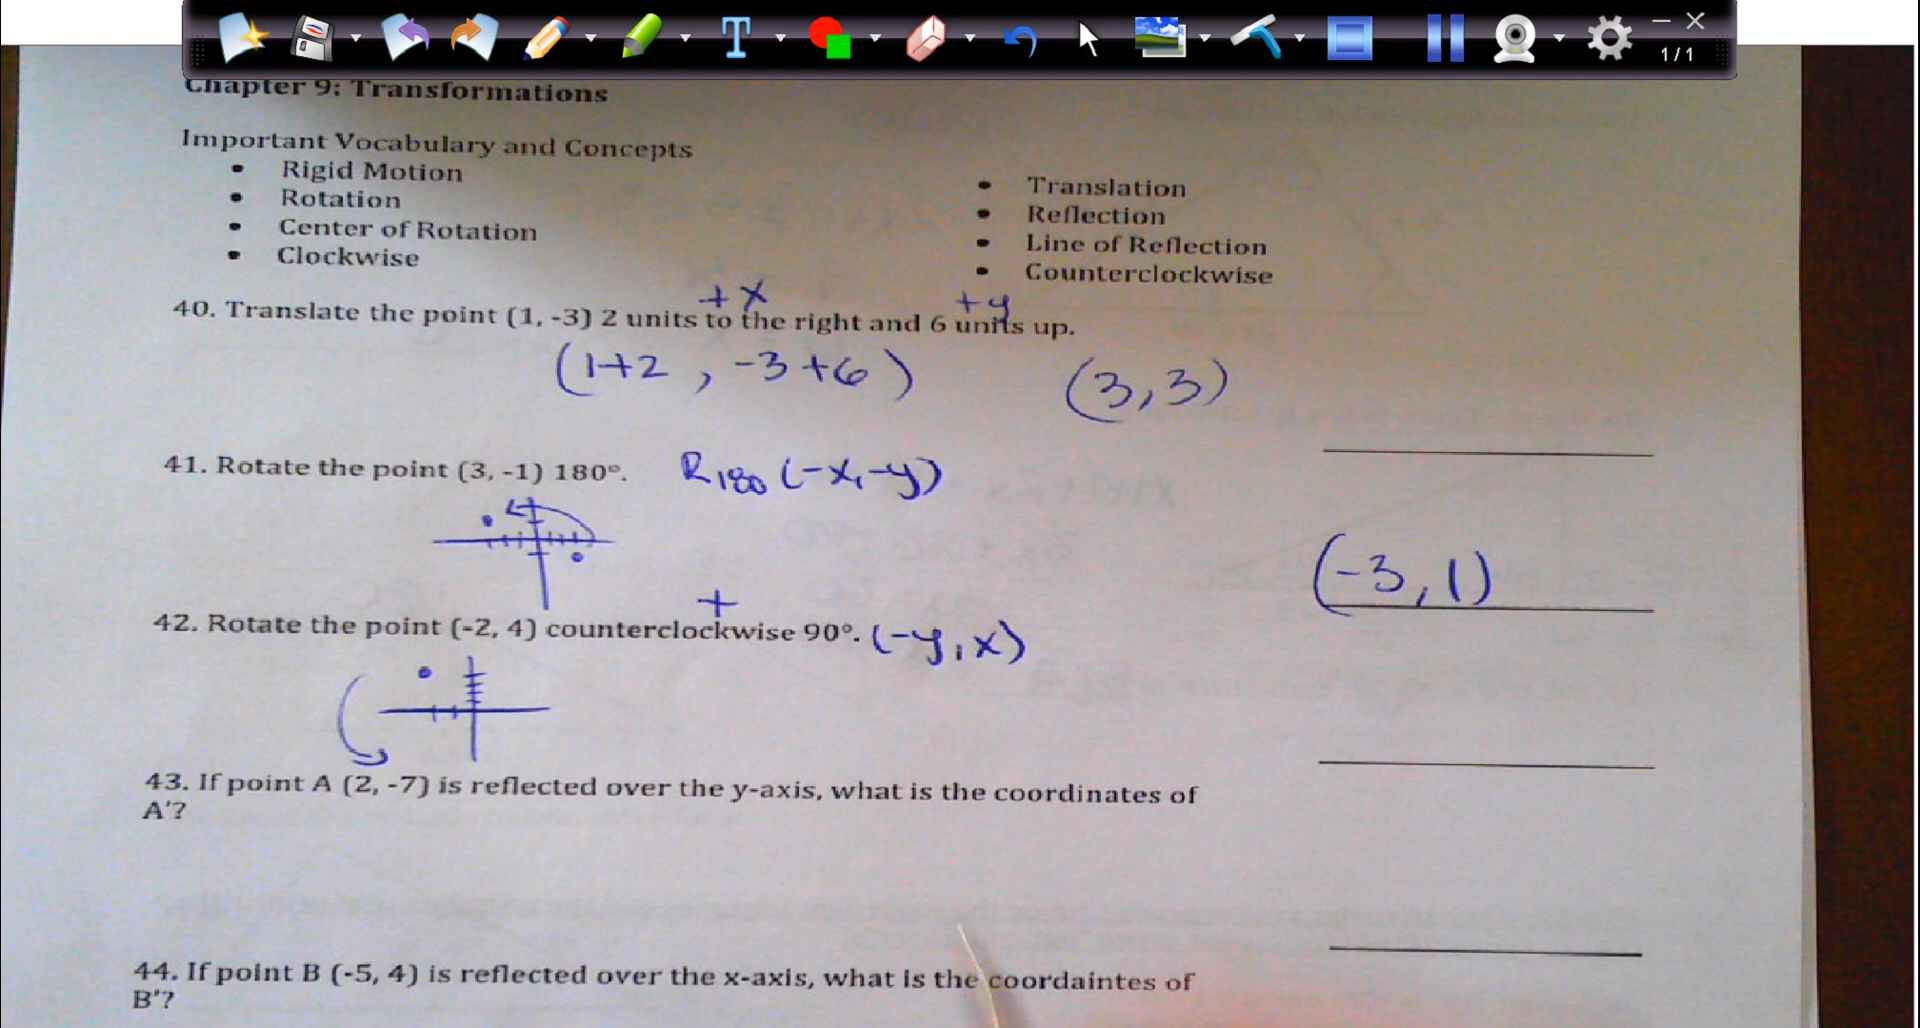 1/1
Chapter 9: Transformations
Important Vocabulary and Concepts
• Rigid Motion
• Rotation
• Center of Rotation
• Clockwise
• Translation
• Reflection
• Line of Reflection
• Counterclockwise
+x +y
40. Translate the point (1, -3) 2 units to the right and 6 units up.
(1+2, -3+6) (3,3)
41. Rotate the point (3, -1) 180°. R180 (-x, -y)
(-3, 1)
+
42. Rotate the point (-2, 4) counterclockwise 90°. (-y, x)
43. If point A (2, -7) is reflected over the y-axis, what is the coordinates of
A'?
44. If point B (-5, 4) is reflected over the x-axis, what is the coordaintes of
B'?